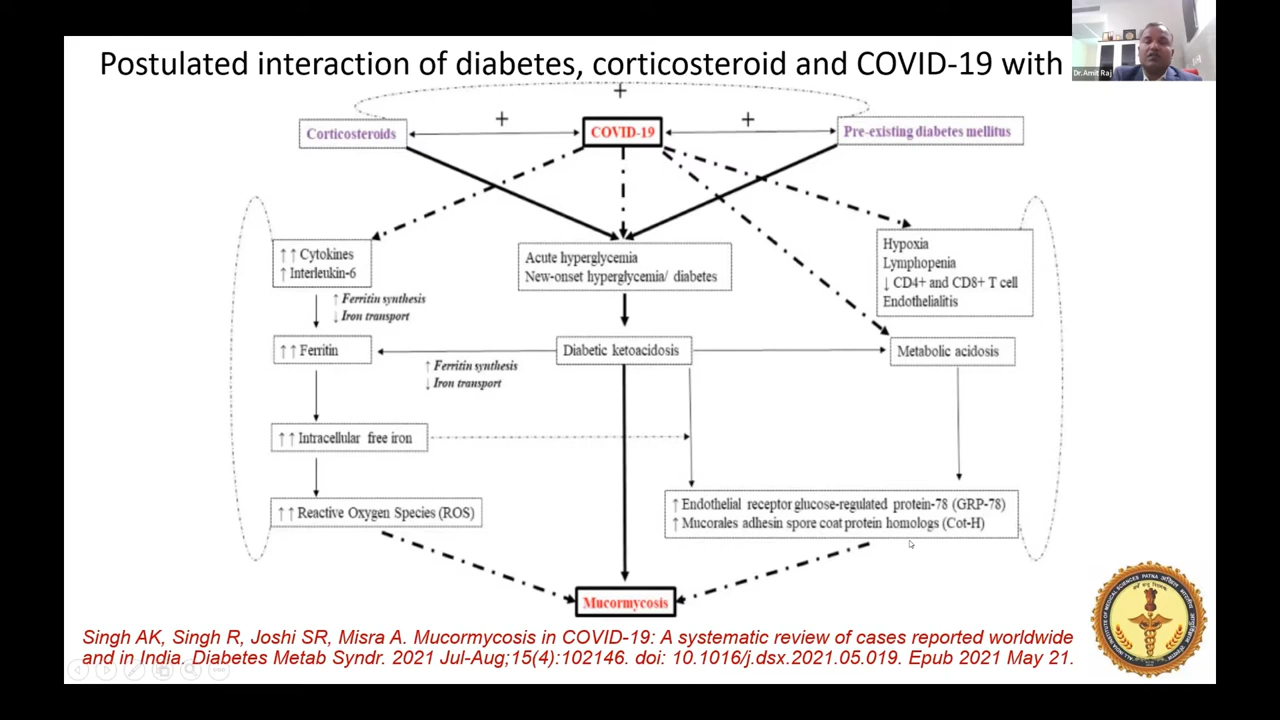 Postulated interaction of diabetes, corticosteroid and COVID-19 with
Dr.Amit Raj
+
+
+
Corticosteroids
COVID-19
Pre-existing diabetes mellitus
↑ ↑ Cytokines
↑ Interleukin-6
Acute hyperglycemia
New-onset hyperglycemia/ diabetes
Hypoxia
Lymphopenia
↓ CD4+ and CD8+ T cell
Endothelialitis
↑ Ferritin synthesis
↓ Iron transport
↑ ↑ Ferritin
Diabetic ketoacidosis
Metabolic acidosis
↑ Ferritin synthesis
↓ Iron transport
↑ ↑ Intracellular free iron
↑ ↑ Reactive Oxygen Species (ROS)
↑ Endothelial receptor glucose-regulated protein-78 (GRP-78)
↑ Mucorales adhesin spore coat protein homologs (Cot-H)
Mucormycosis
Singh AK, Singh R, Joshi SR, Misra A. Mucormycosis in COVID-19: A systematic review of cases reported worldwide
and in India. Diabetes Metab Syndr. 2021 Jul-Aug;15(4):102146. doi: 10.1016/j.dsx.2021.05.019. Epub 2021 May 21.